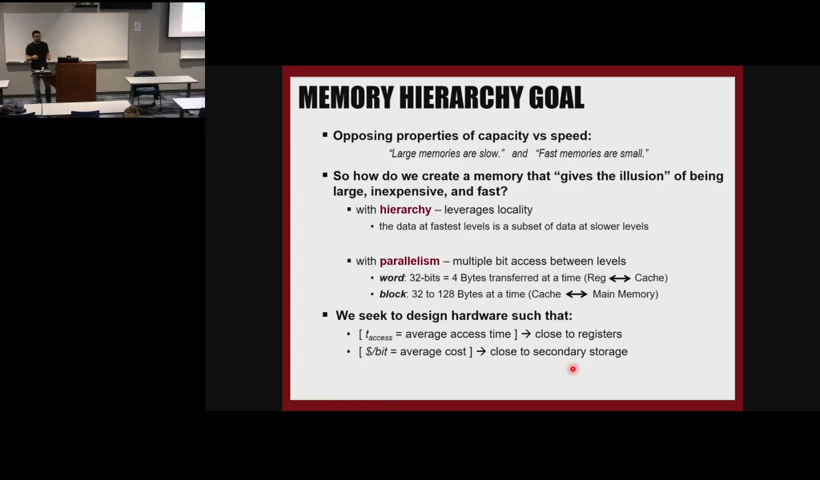 MEMORY HIERARCHY GOAL
▪ Opposing properties of capacity vs speed:
“Large memories are slow.” and “Fast memories are small.”
▪ So how do we create a memory that “gives the illusion” of being
large, inexpensive, and fast?
▪ with hierarchy – leverages locality
• the data at fastest levels is a subset of data at slower levels
▪ with parallelism – multiple bit access between levels
• word: 32-bits = 4 Bytes transferred at a time (Reg ↔ Cache)
• block: 32 to 128 Bytes at a time (Cache ↔ Main Memory)
▪ We seek to design hardware such that:
• [ taccess = average access time ] → close to registers
• [ $/bit = average cost ] → close to secondary storage